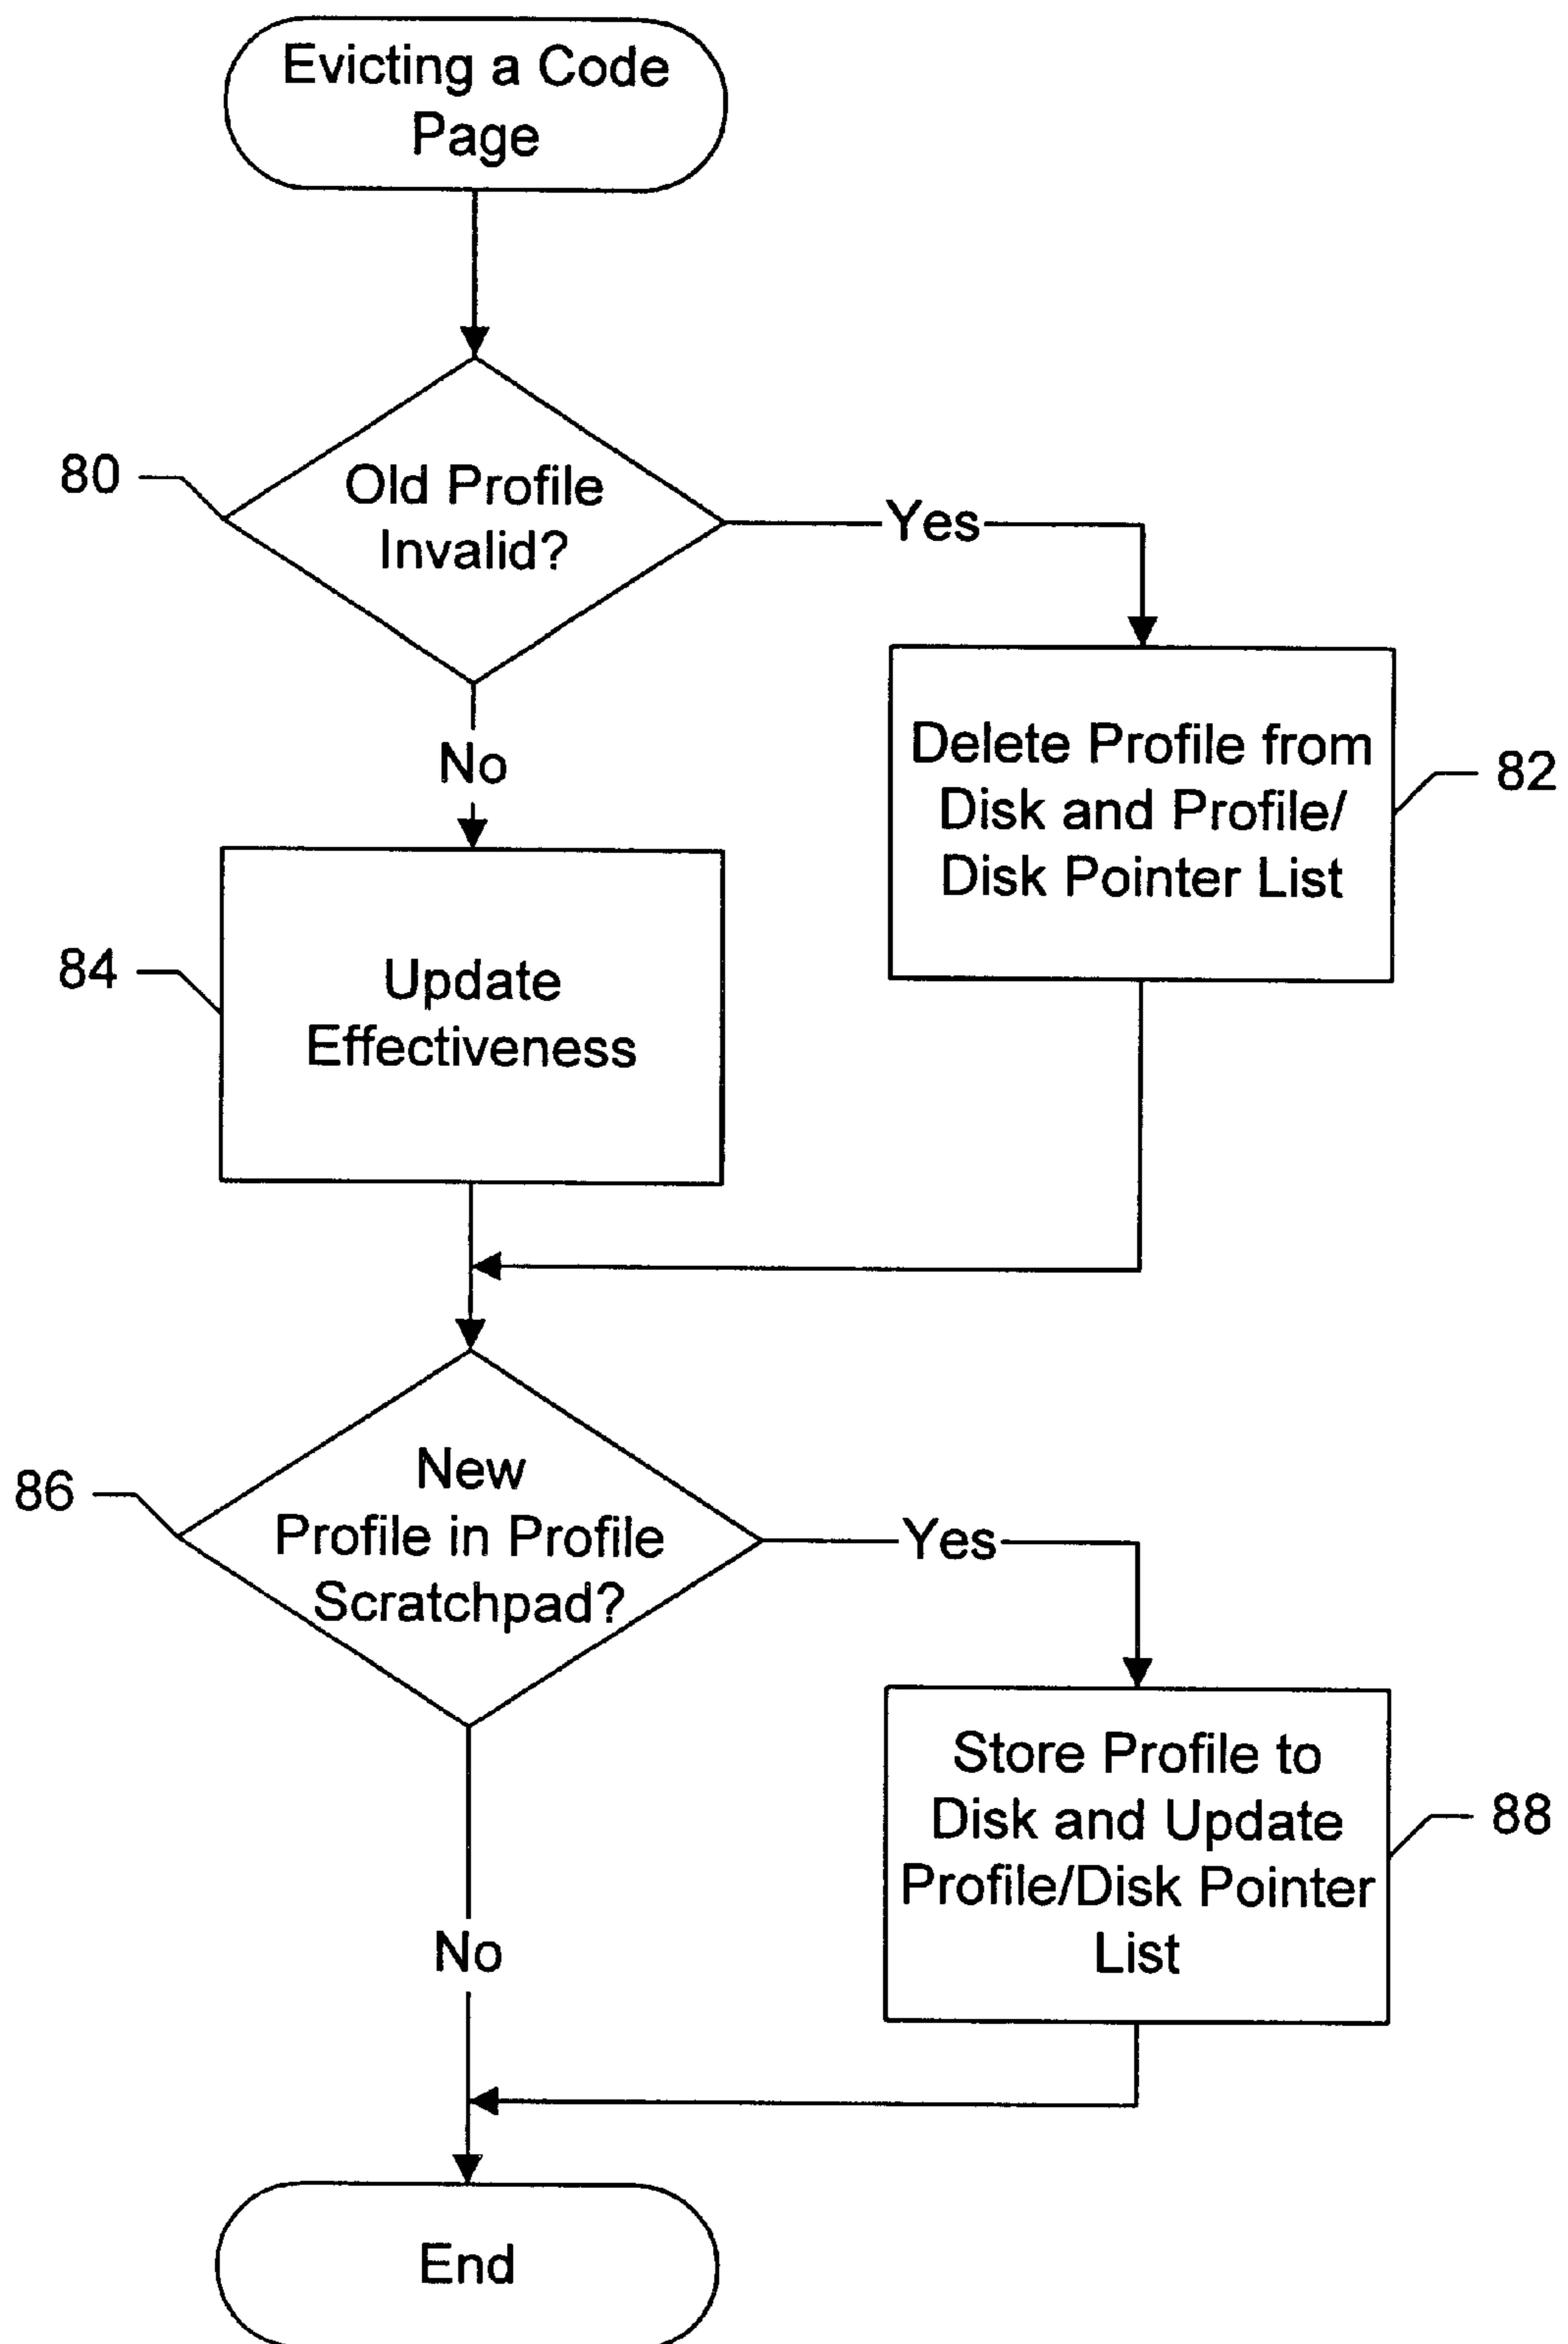 Evicting a Code
Page
80
Old Profile
Invalid?
Yes
No
Delete Profile from
Disk and Profile/
Disk Pointer List
82
84
Update
Effectiveness
86
New
Profile in Profile
Scratchpad?
Yes
Store Profile to
Disk and Update
Profile/Disk Pointer
List
88
No
End